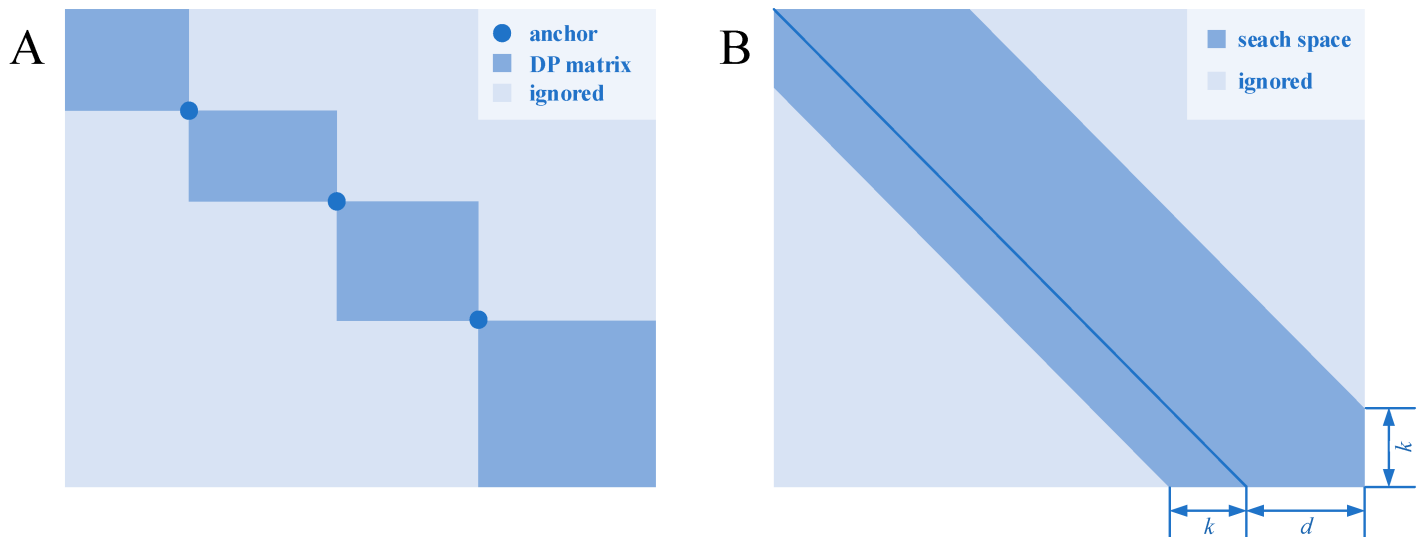 A
anchor
DP matrix
ignored
B
seach space
ignored
k
k
d